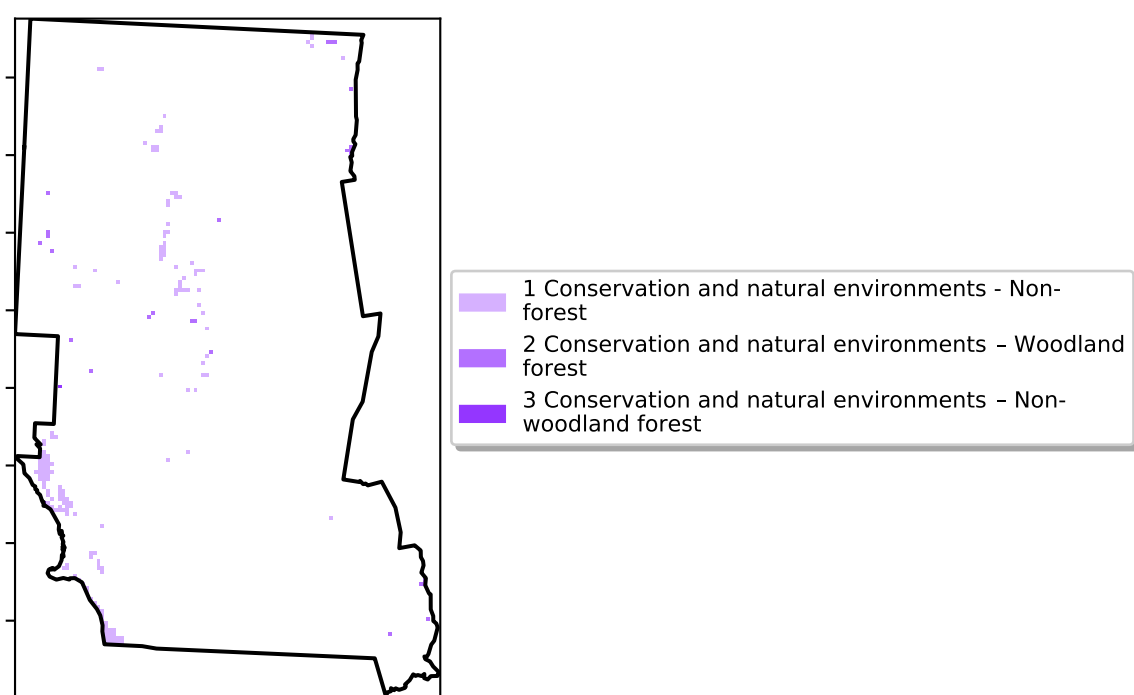 1 Conservation and natural environments - Non-
forest
2 Conservation and natural environments – Woodland
forest
3 Conservation and natural environments – Non-
woodland forest